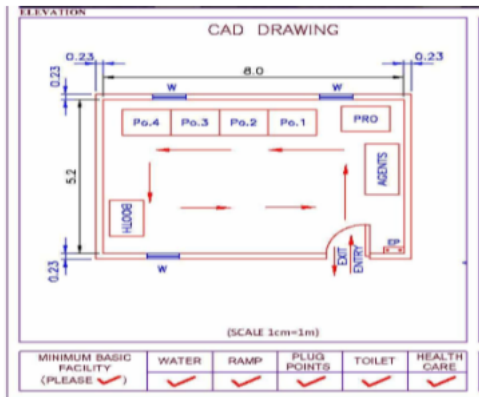 ELEVATION
CAD DRAWING
0.23
8.0
0.23
0.23
W
W
Po.4
Po.3
Po.2
Po.1
PRO
AGENTS
5.2
BOOTH
EXIT
ENTRY
0.23
W
(SCALE 1cm=1m)
MINIMUM BASIC
FACILITY
(PLEASE ✓)
WATER
RAMP
PLUG
POINTS
TOILET
HEALTH
CARE
✓ ✓ ✓ ✓ ✓